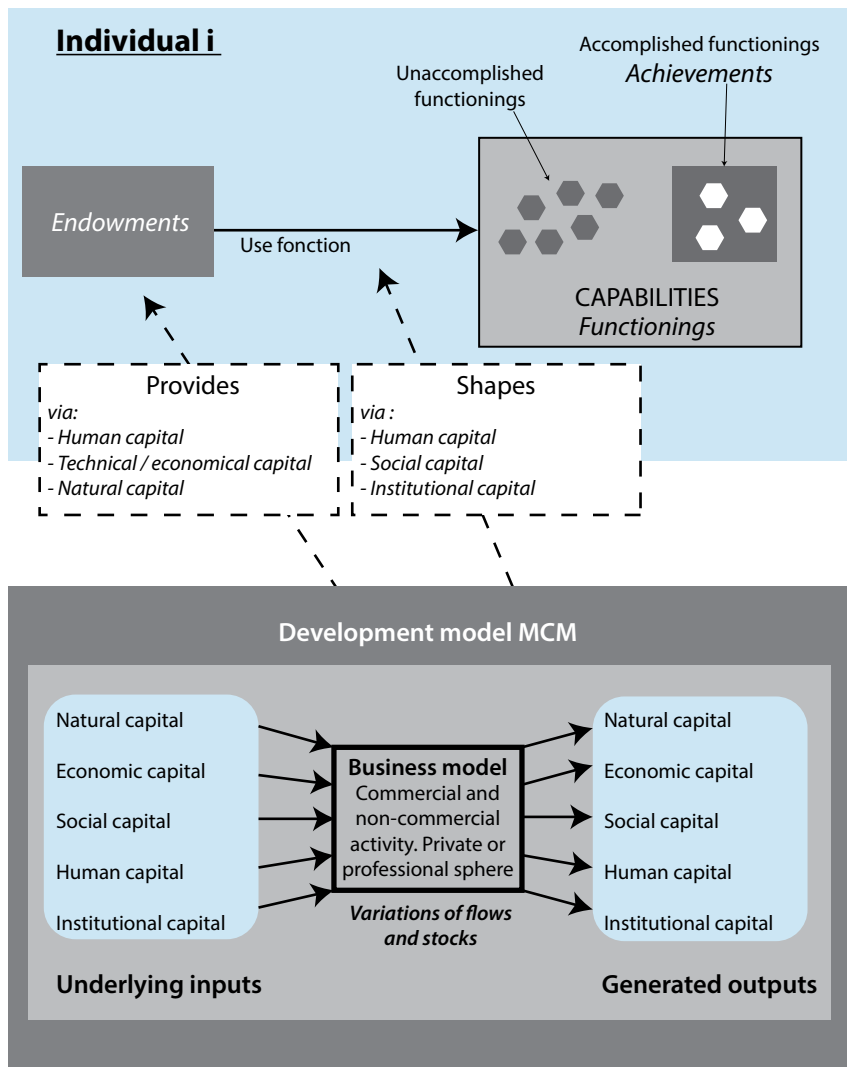 Individual i
Accomplished functionings
Achievements
Unaccomplished
functionings
Endowments
Use fonction
CAPABILITIES
Functionings
Provides
via:
- Human capital
- Technical / economical capital
- Natural capital
Shapes
via :
- Human capital
- Social capital
- Institutional capital
Development model MCM
Natural capital
Economic capital
Social capital
Human capital
Institutional capital
Underlying inputs
Business model
Commercial and
non-commercial
activity. Private or
professional sphere
Variations of flows
and stocks
Natural capital
Economic capital
Social capital
Human capital
Institutional capital
Generated outputs